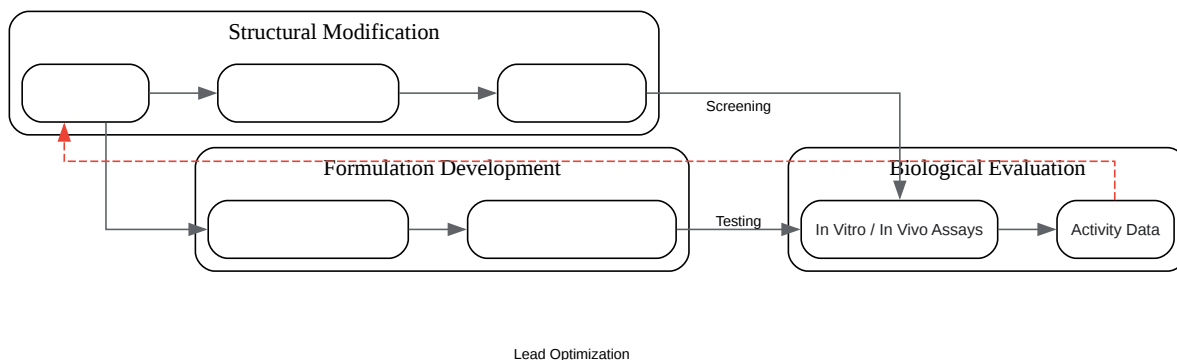 Structural Modification
Screening
Formulation Development
Biological Evaluation
Testing
In Vitro / In Vivo Assays
Activity Data
Lead Optimization